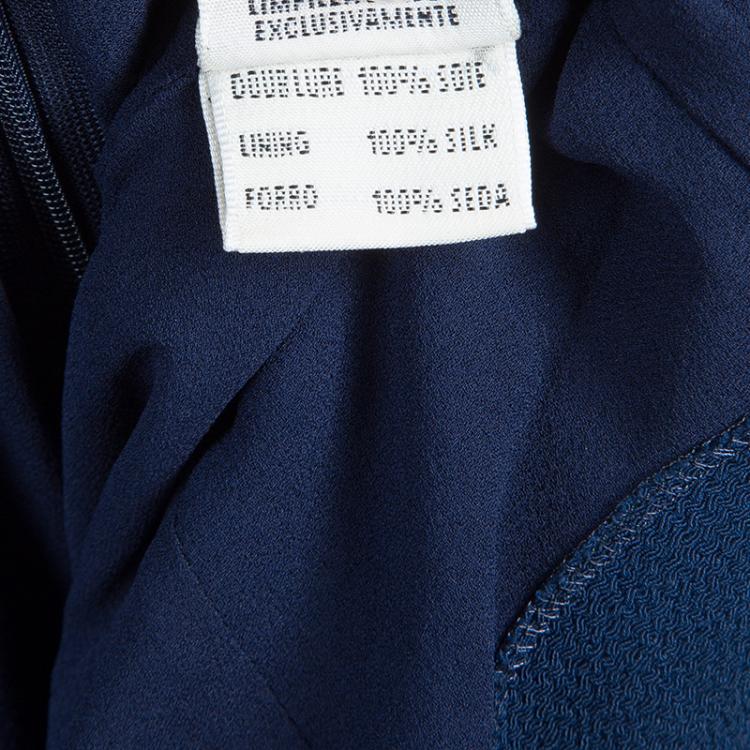 EXCLUSIVAMENTE
DOUBLURE 100% SOIE
LINING 100% SILK
FORRO 100% SEDA